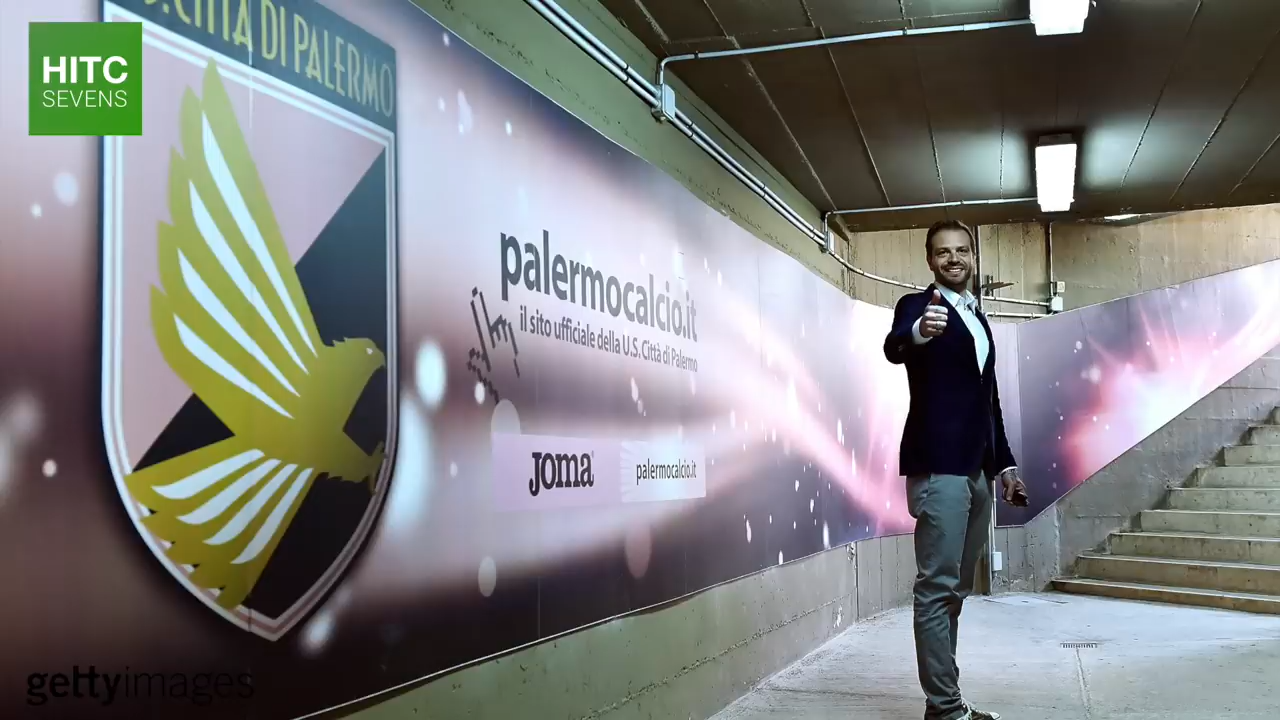 HITC
SEVENS
U.S.CITTÀ DI PALERMO
palermocalcio.it
il sito ufficiale della U.S. Città di Palermo
JOMA
palermocalcio.it
gettyimages